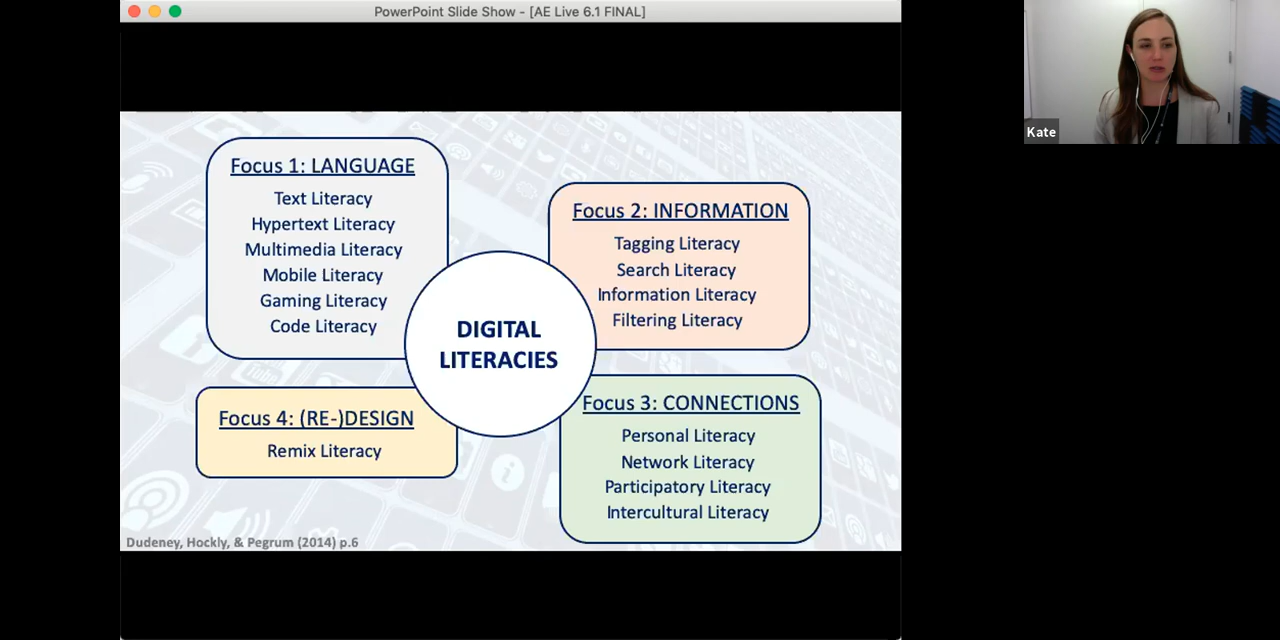 PowerPoint Slide Show - [AE Live 6.1 FINAL]
Kate
Focus 1: LANGUAGE
Text Literacy
Hypertext Literacy
Multimedia Literacy
Mobile Literacy
Gaming Literacy
Code Literacy
Focus 2: INFORMATION
Tagging Literacy
Search Literacy
Information Literacy
Filtering Literacy
DIGITAL
LITERACIES
Focus 3: CONNECTIONS
Personal Literacy
Network Literacy
Participatory Literacy
Intercultural Literacy
Focus 4: (RE-)DESIGN
Remix Literacy
Dudeney, Hockly, & Pegrum (2014) p.6